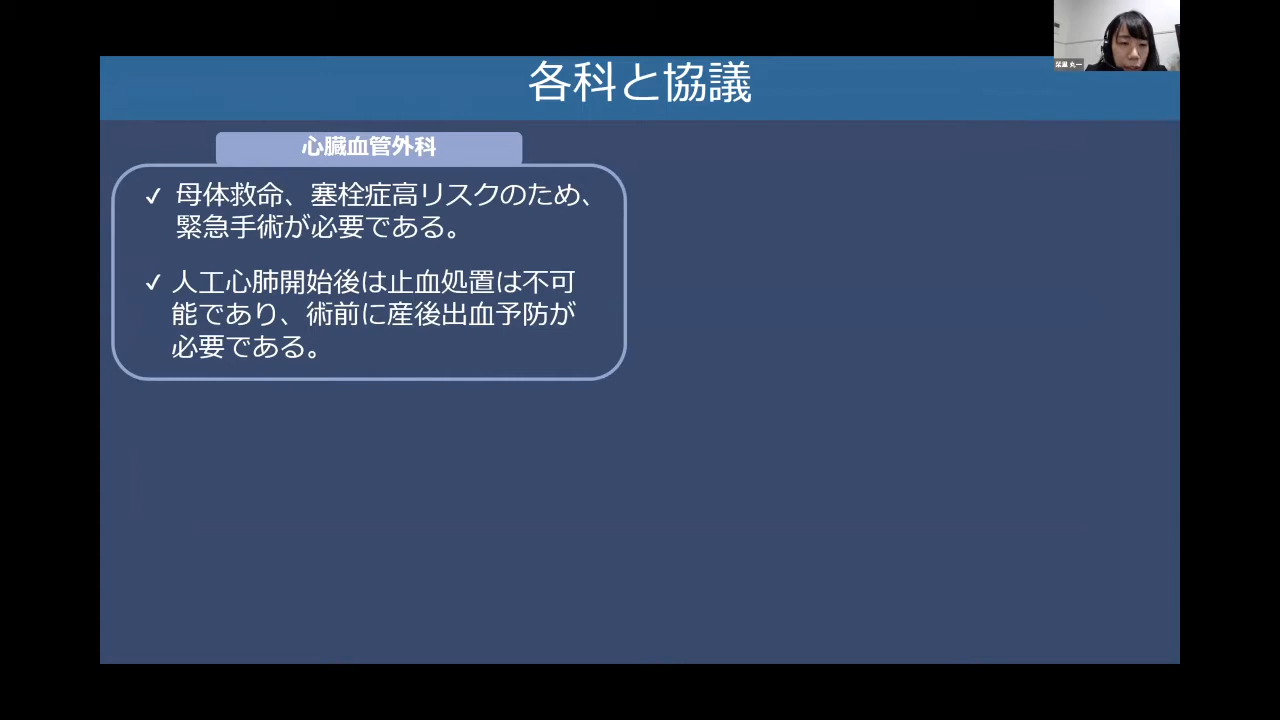 各科と協議
心臓血管外科
✓ 母体救命、塞栓症高リスクのため、
緊急手術が必要である。
✓ 人工心肺開始後は止血処置は不可
能であり、術前に産後出血予防が
必要である。